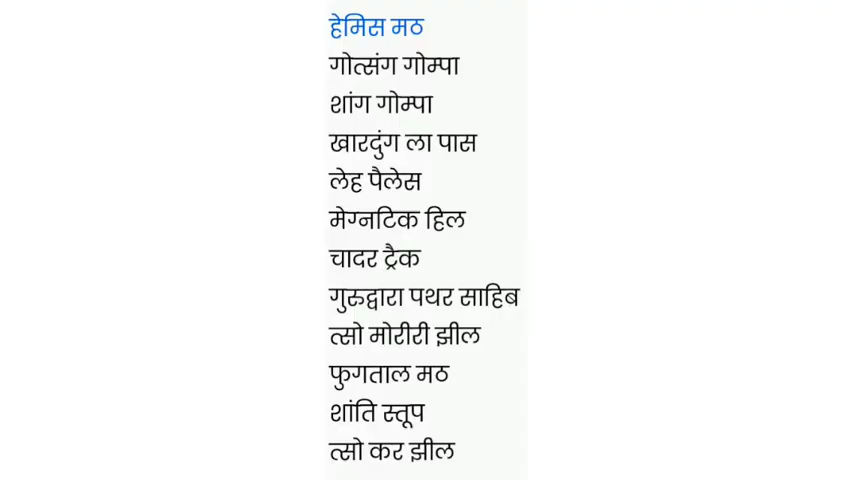 हेमिस मठ
गोत्संग गोम्पा
शांग गोम्पा
खारदुंग ला पास
लेह पैलेस
मेग्नटिक हिल
चादर ट्रैक
गुरुद्वारा पथर साहिब
त्सो मोरीरी झील
फुगताल मठ
शांति स्तूप
त्सो कर झील